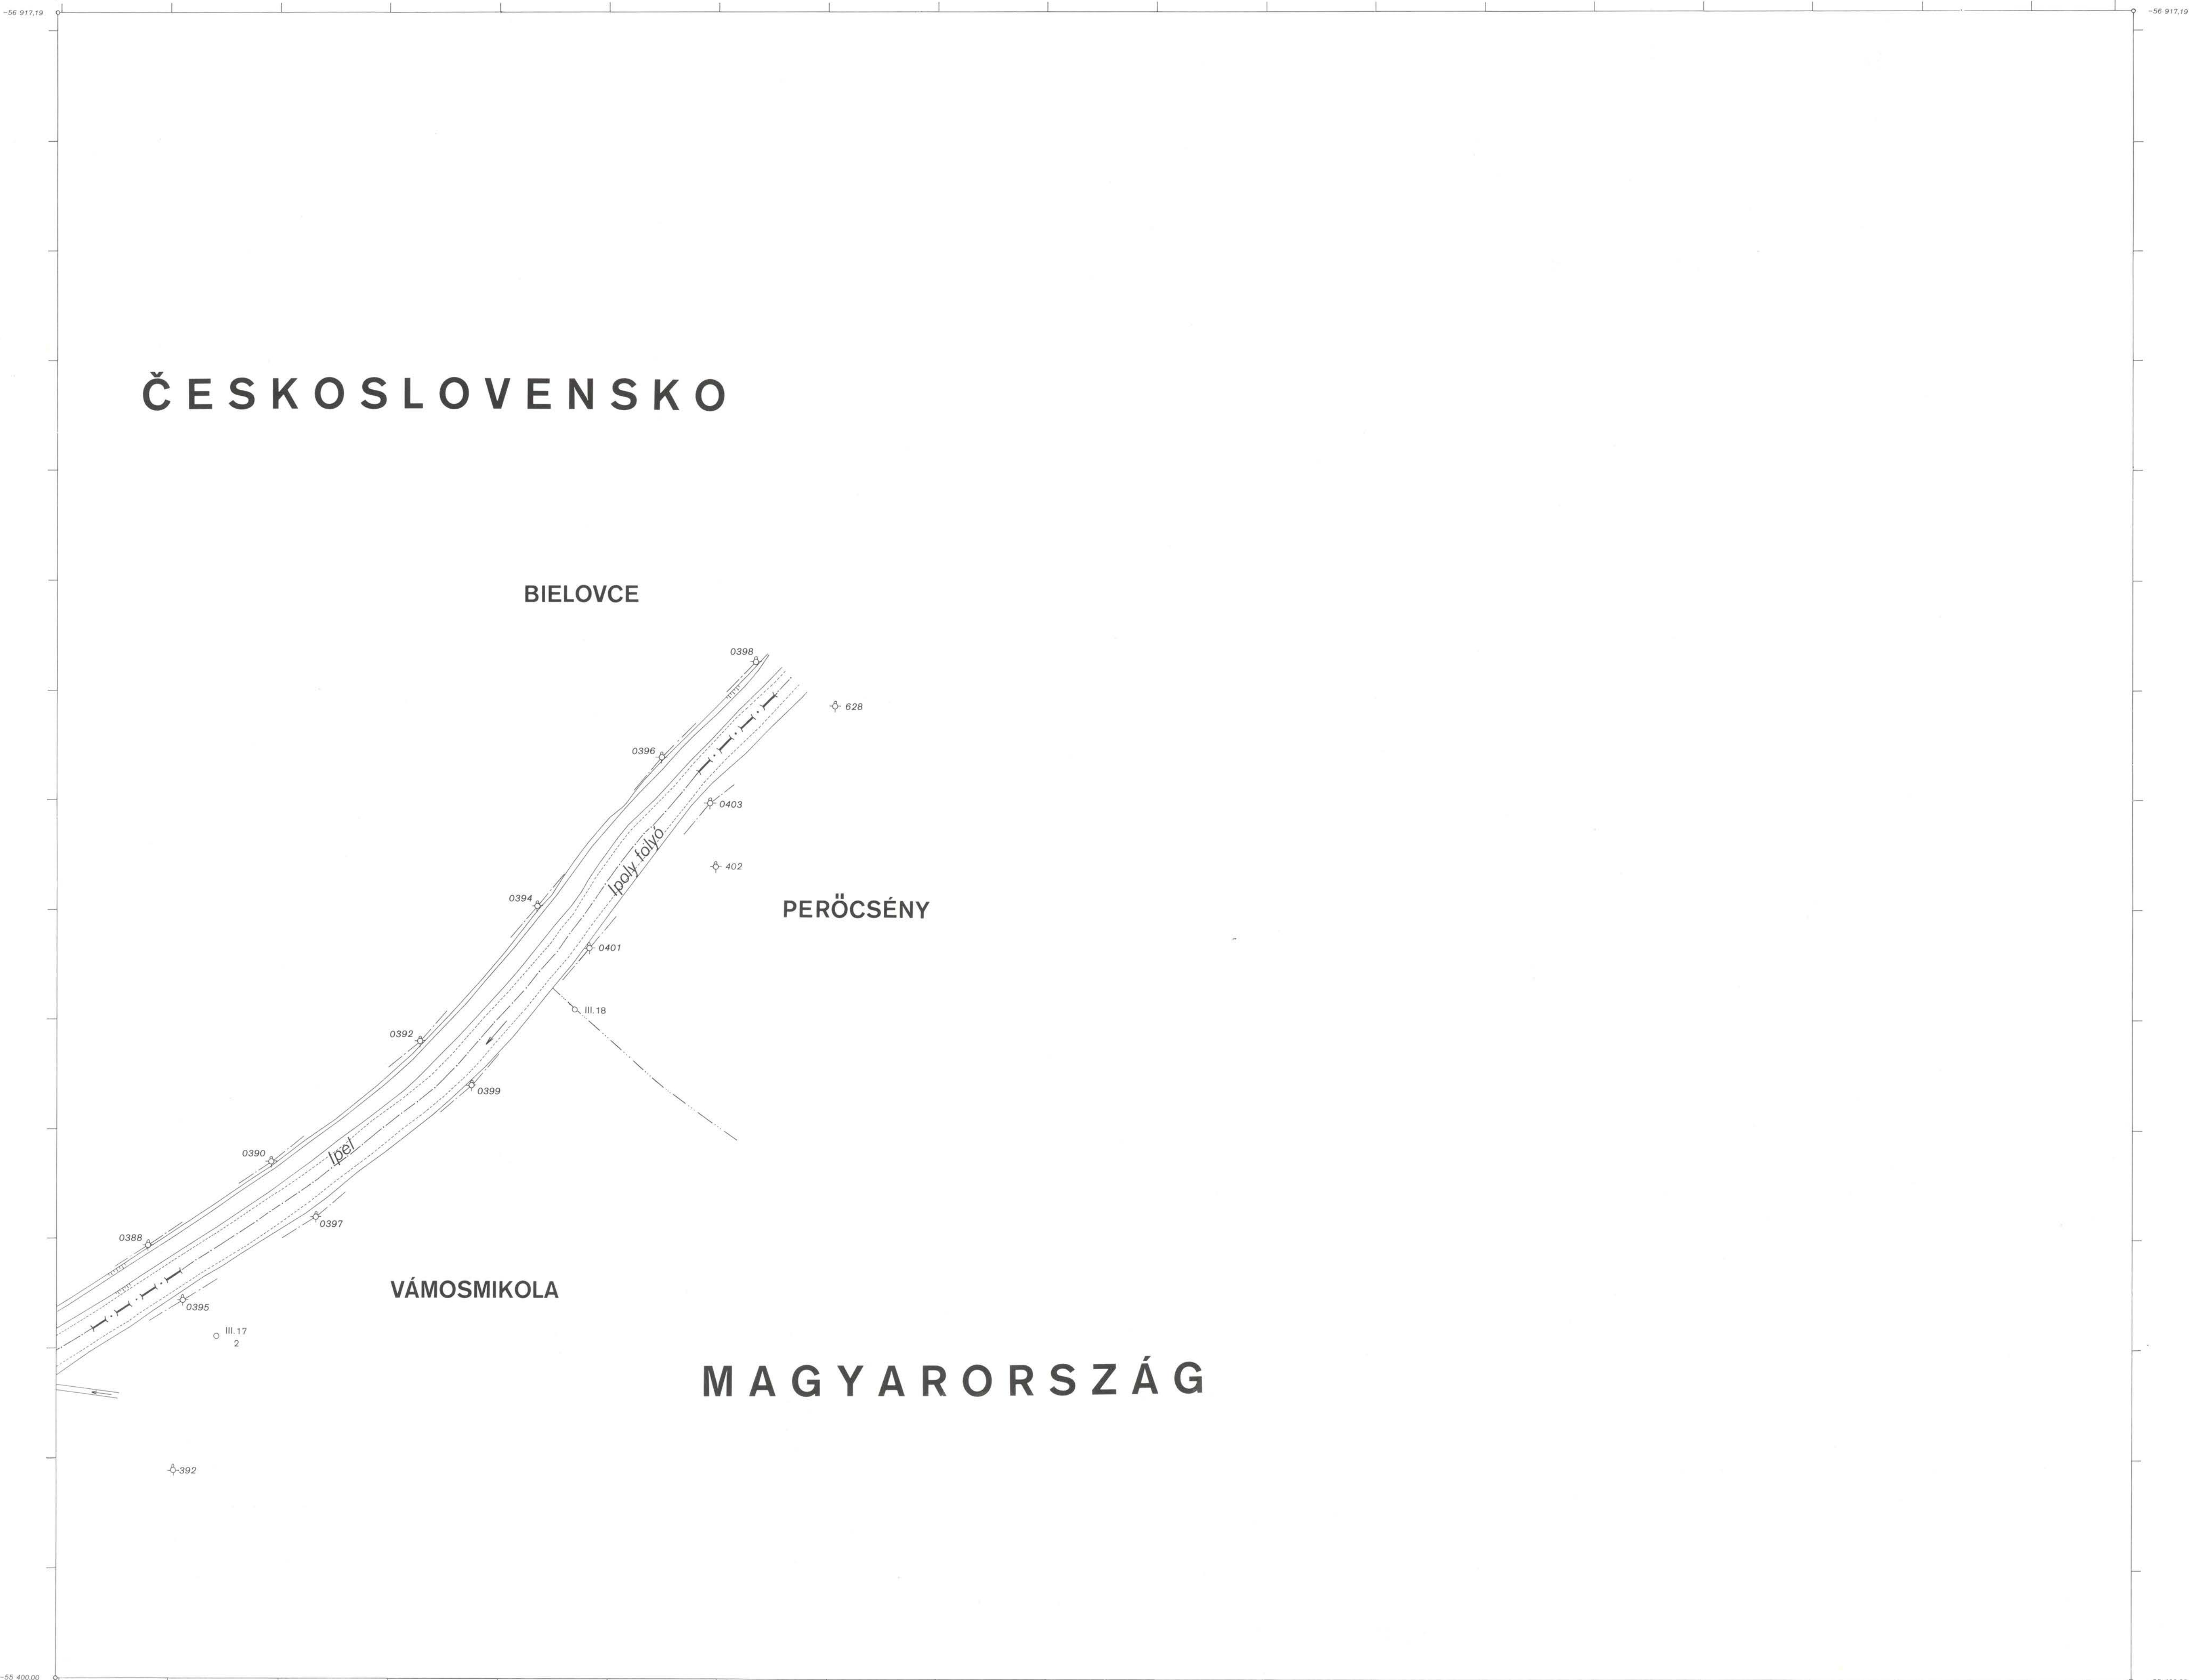 -56 917,19
-56 917,19
ČESKOSLOVENSKO
BIELOVCE
0398
628
0396
0403
Ipoly folyó
402
0394
PERÖCSÉNY
0401
III.18
0392
0399
Ipel
0390
0397
0388
VÁMOSMIKOLA
0395
III.17
2
MAGYARORSZÁG
392
-55 400,00